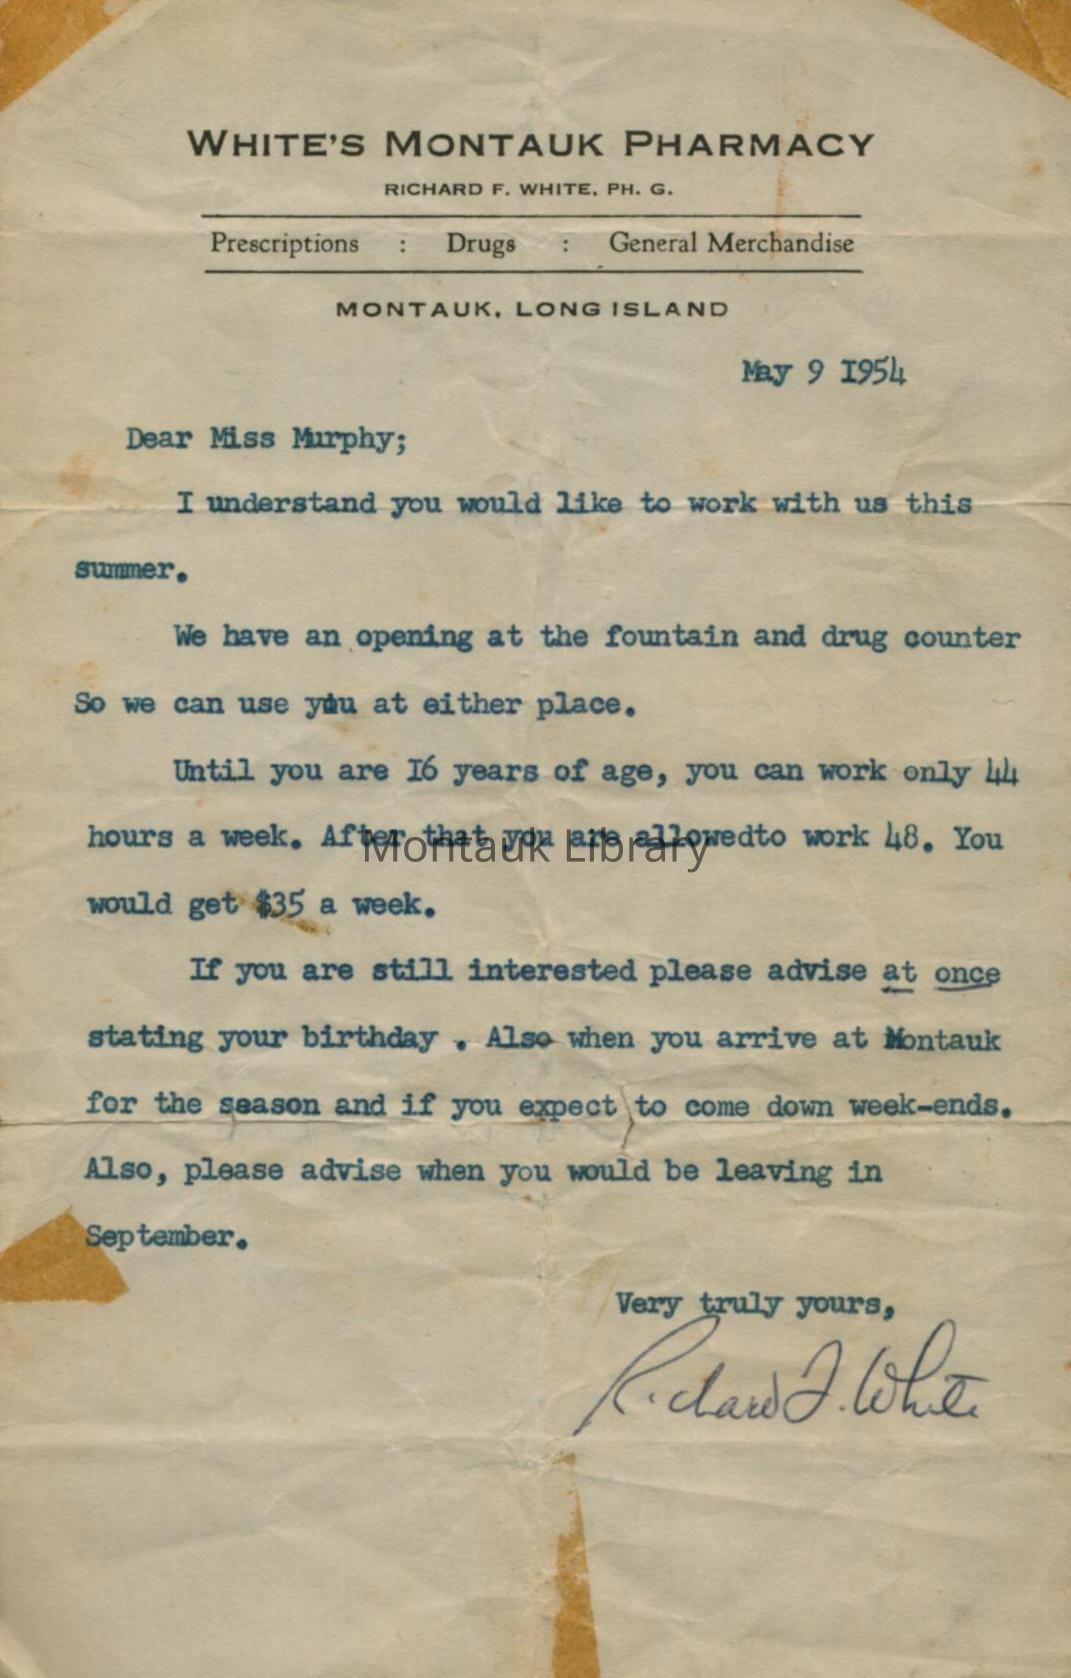 WHITE'S MONTAUK PHARMACY
RICHARD F. WHITE, PH. G.
Prescriptions : Drugs : General Merchandise
MONTAUK, LONG ISLAND
May 9 1954
Dear Miss Murphy;
I understand you would like to work with us this
summer.
We have an opening at the fountain and drug counter
So we can use you at either place.
Until you are 16 years of age, you can work only 44
hours a week. After that you are allowedto work 48. You
Montauk Library
would get $35 a week.
If you are still interested please advise at once
stating your birthday . Also when you arrive at Montauk
for the season and if you expect to come down week-ends.
Also, please advise when you would be leaving in
September.
Very truly yours,
Richard F. White